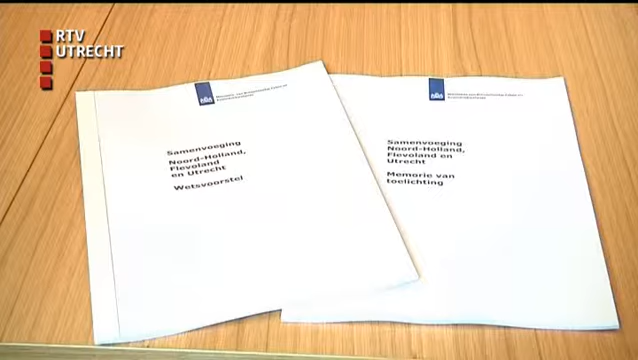 RTV
UTRECHT
Samenvoeging
Noord-Holland,
Flevoland
en Utrecht
Wetsvoorstel
Samenvoeging
Noord-Holland,
Flevoland en
Utrecht
Memorie van
toelichting